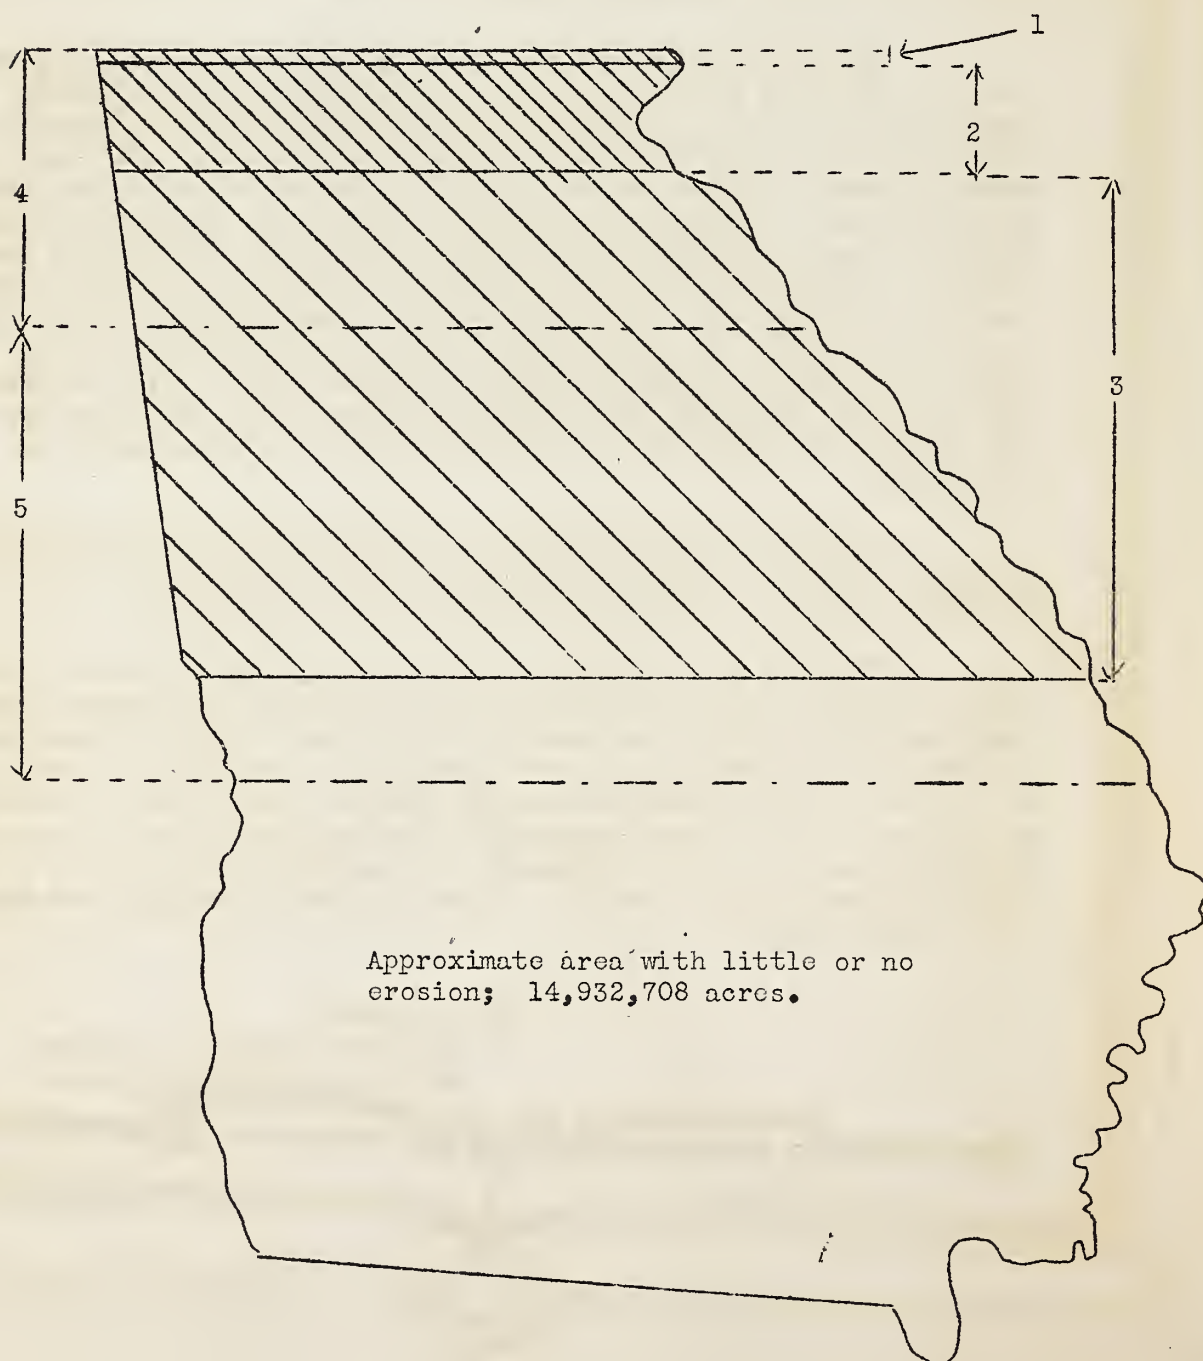 1
2
4
3
5
Approximate area with little or no
erosion; 14,932,708 acres.